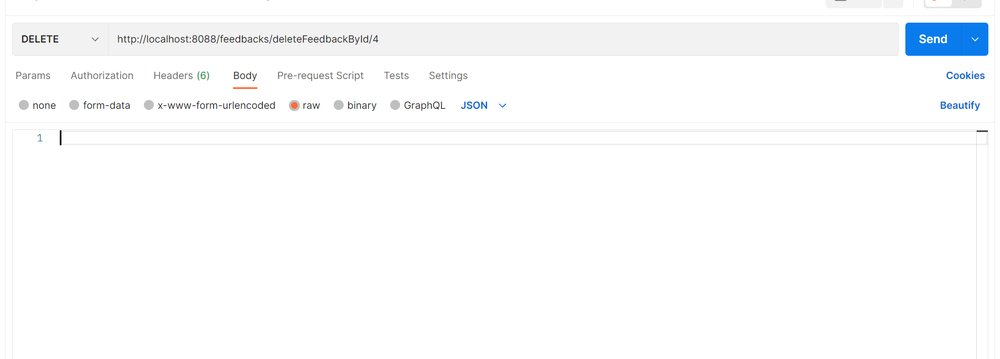 DELETE http://localhost:8088/feedbacks/deleteFeedbackById/4 Send
Params Authorization Headers (6) Body Pre-request Script Tests Settings Cookies
none form-data x-www-form-urlencoded raw binary GraphQL JSON Beautify
1